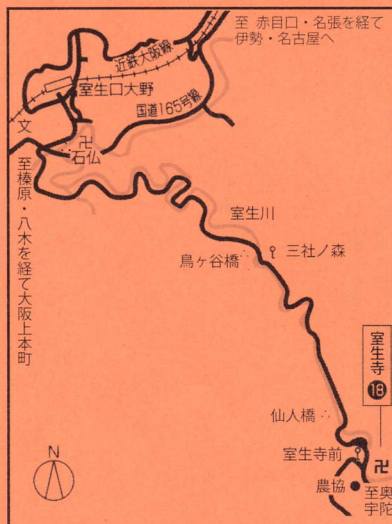 至 赤目口・名張を経て
伊勢・名古屋へ
近鉄大阪線
室生口大野
国道165号線
文
卍
石仏
至榛原・八木を経て大阪上本町
室生川
三社ノ森
鳥ヶ谷橋
室生寺 18
仙人橋
室生寺前
卍
農協
至奥
宇陀
N